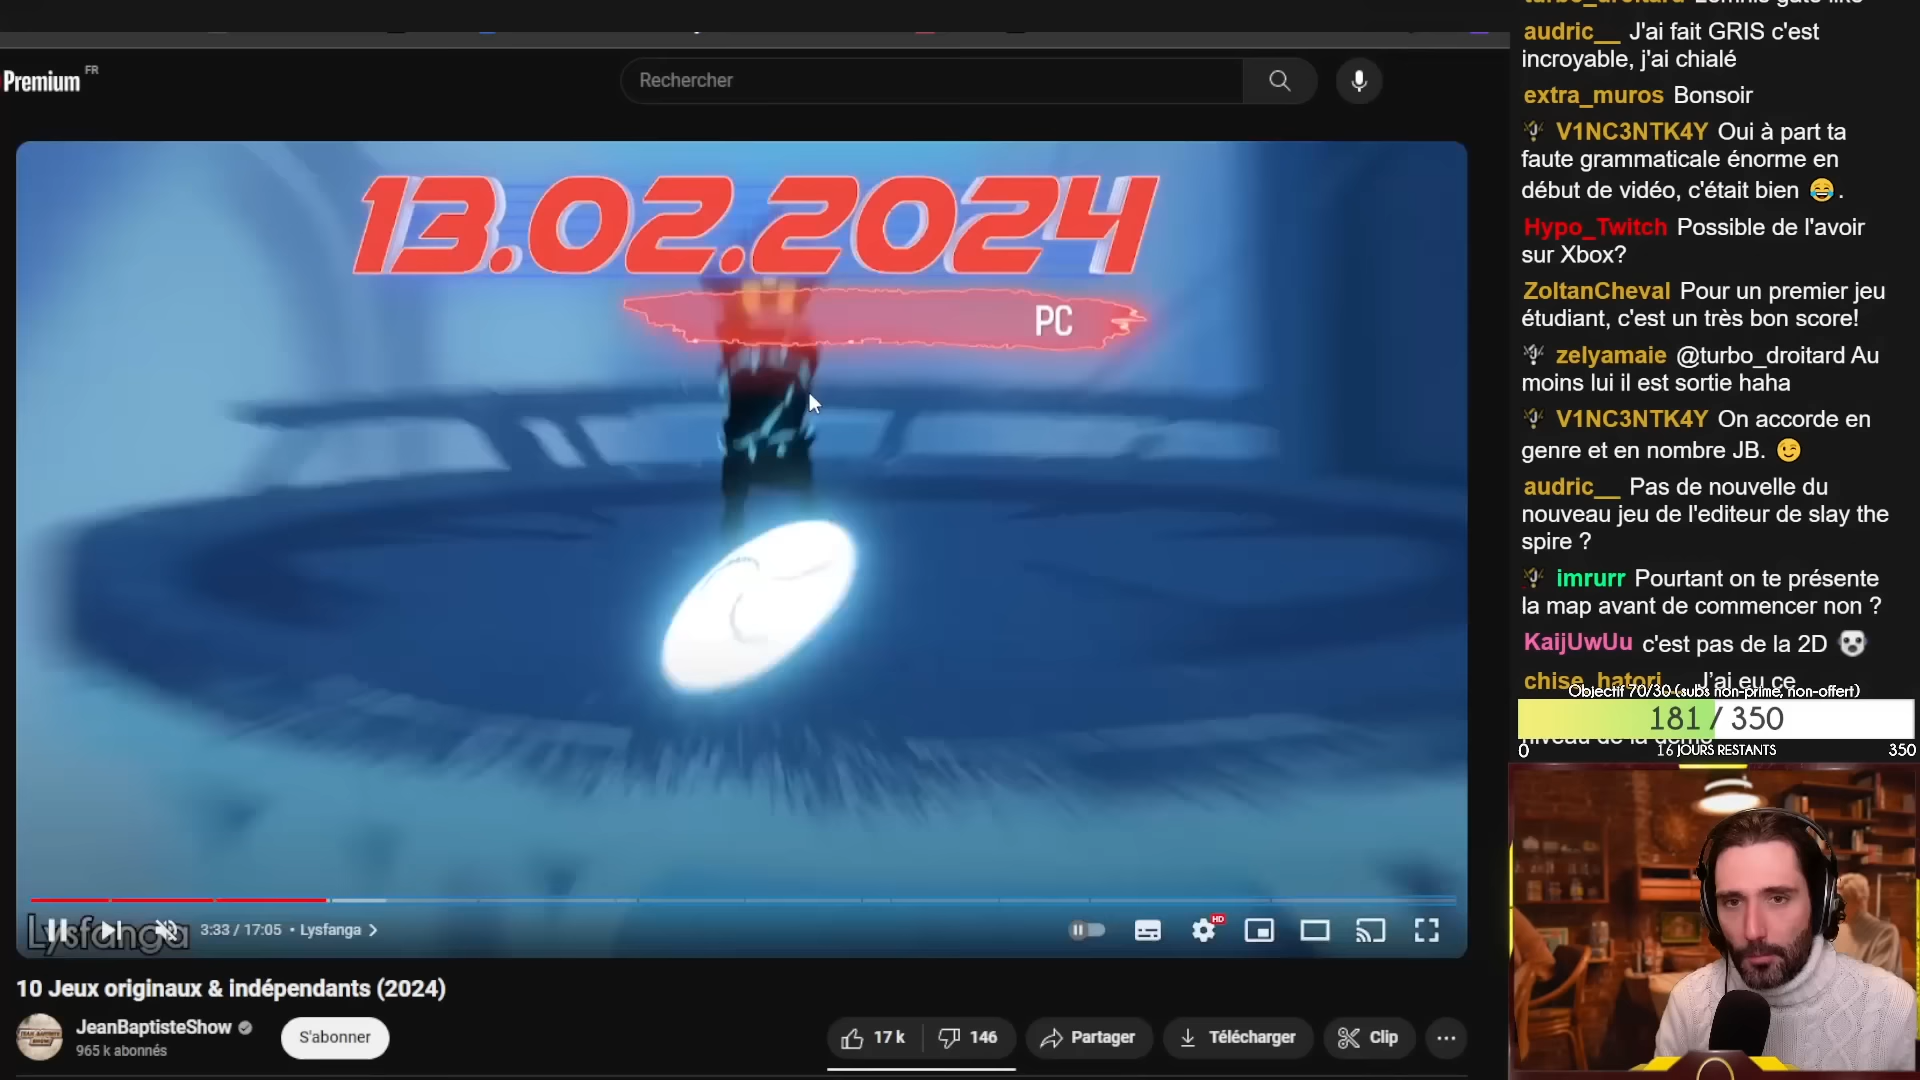 Premium FR
Rechercher
13.02.2024
PC
Lysfanga
3:33 / 17:05 • Lysfanga
HD
10 Jeux originaux & indépendants (2024)
JeanBaptisteShow
965 k abonnés
S'abonner
17 k
146
Partager
Télécharger
Clip
audric__ J'ai fait GRIS c'est
incroyable, j'ai chialé
extra_muros Bonsoir
V1NC3NTK4Y Oui à part ta
faute grammaticale énorme en
début de vidéo, c'était bien 😂.
Hypo_Twitch Possible de l'avoir
sur Xbox?
ZoltanCheval Pour un premier jeu
étudiant, c'est un très bon score!
zelyamaie @turbo_droitard Au
moins lui il est sortie haha
V1NC3NTK4Y On accorde en
genre et en nombre JB. 😉
audric__ Pas de nouvelle du
nouveau jeu de l'editeur de slay the
spire ?
imrurr Pourtant on te présente
la map avant de commencer non ?
KaijUwUu c'est pas de la 2D
chise_hatori_ J'ai eu ce
Objectif 70/30 (subs non-prime, non-offert)
181 / 350
0
16 JOURS RESTANTS
350